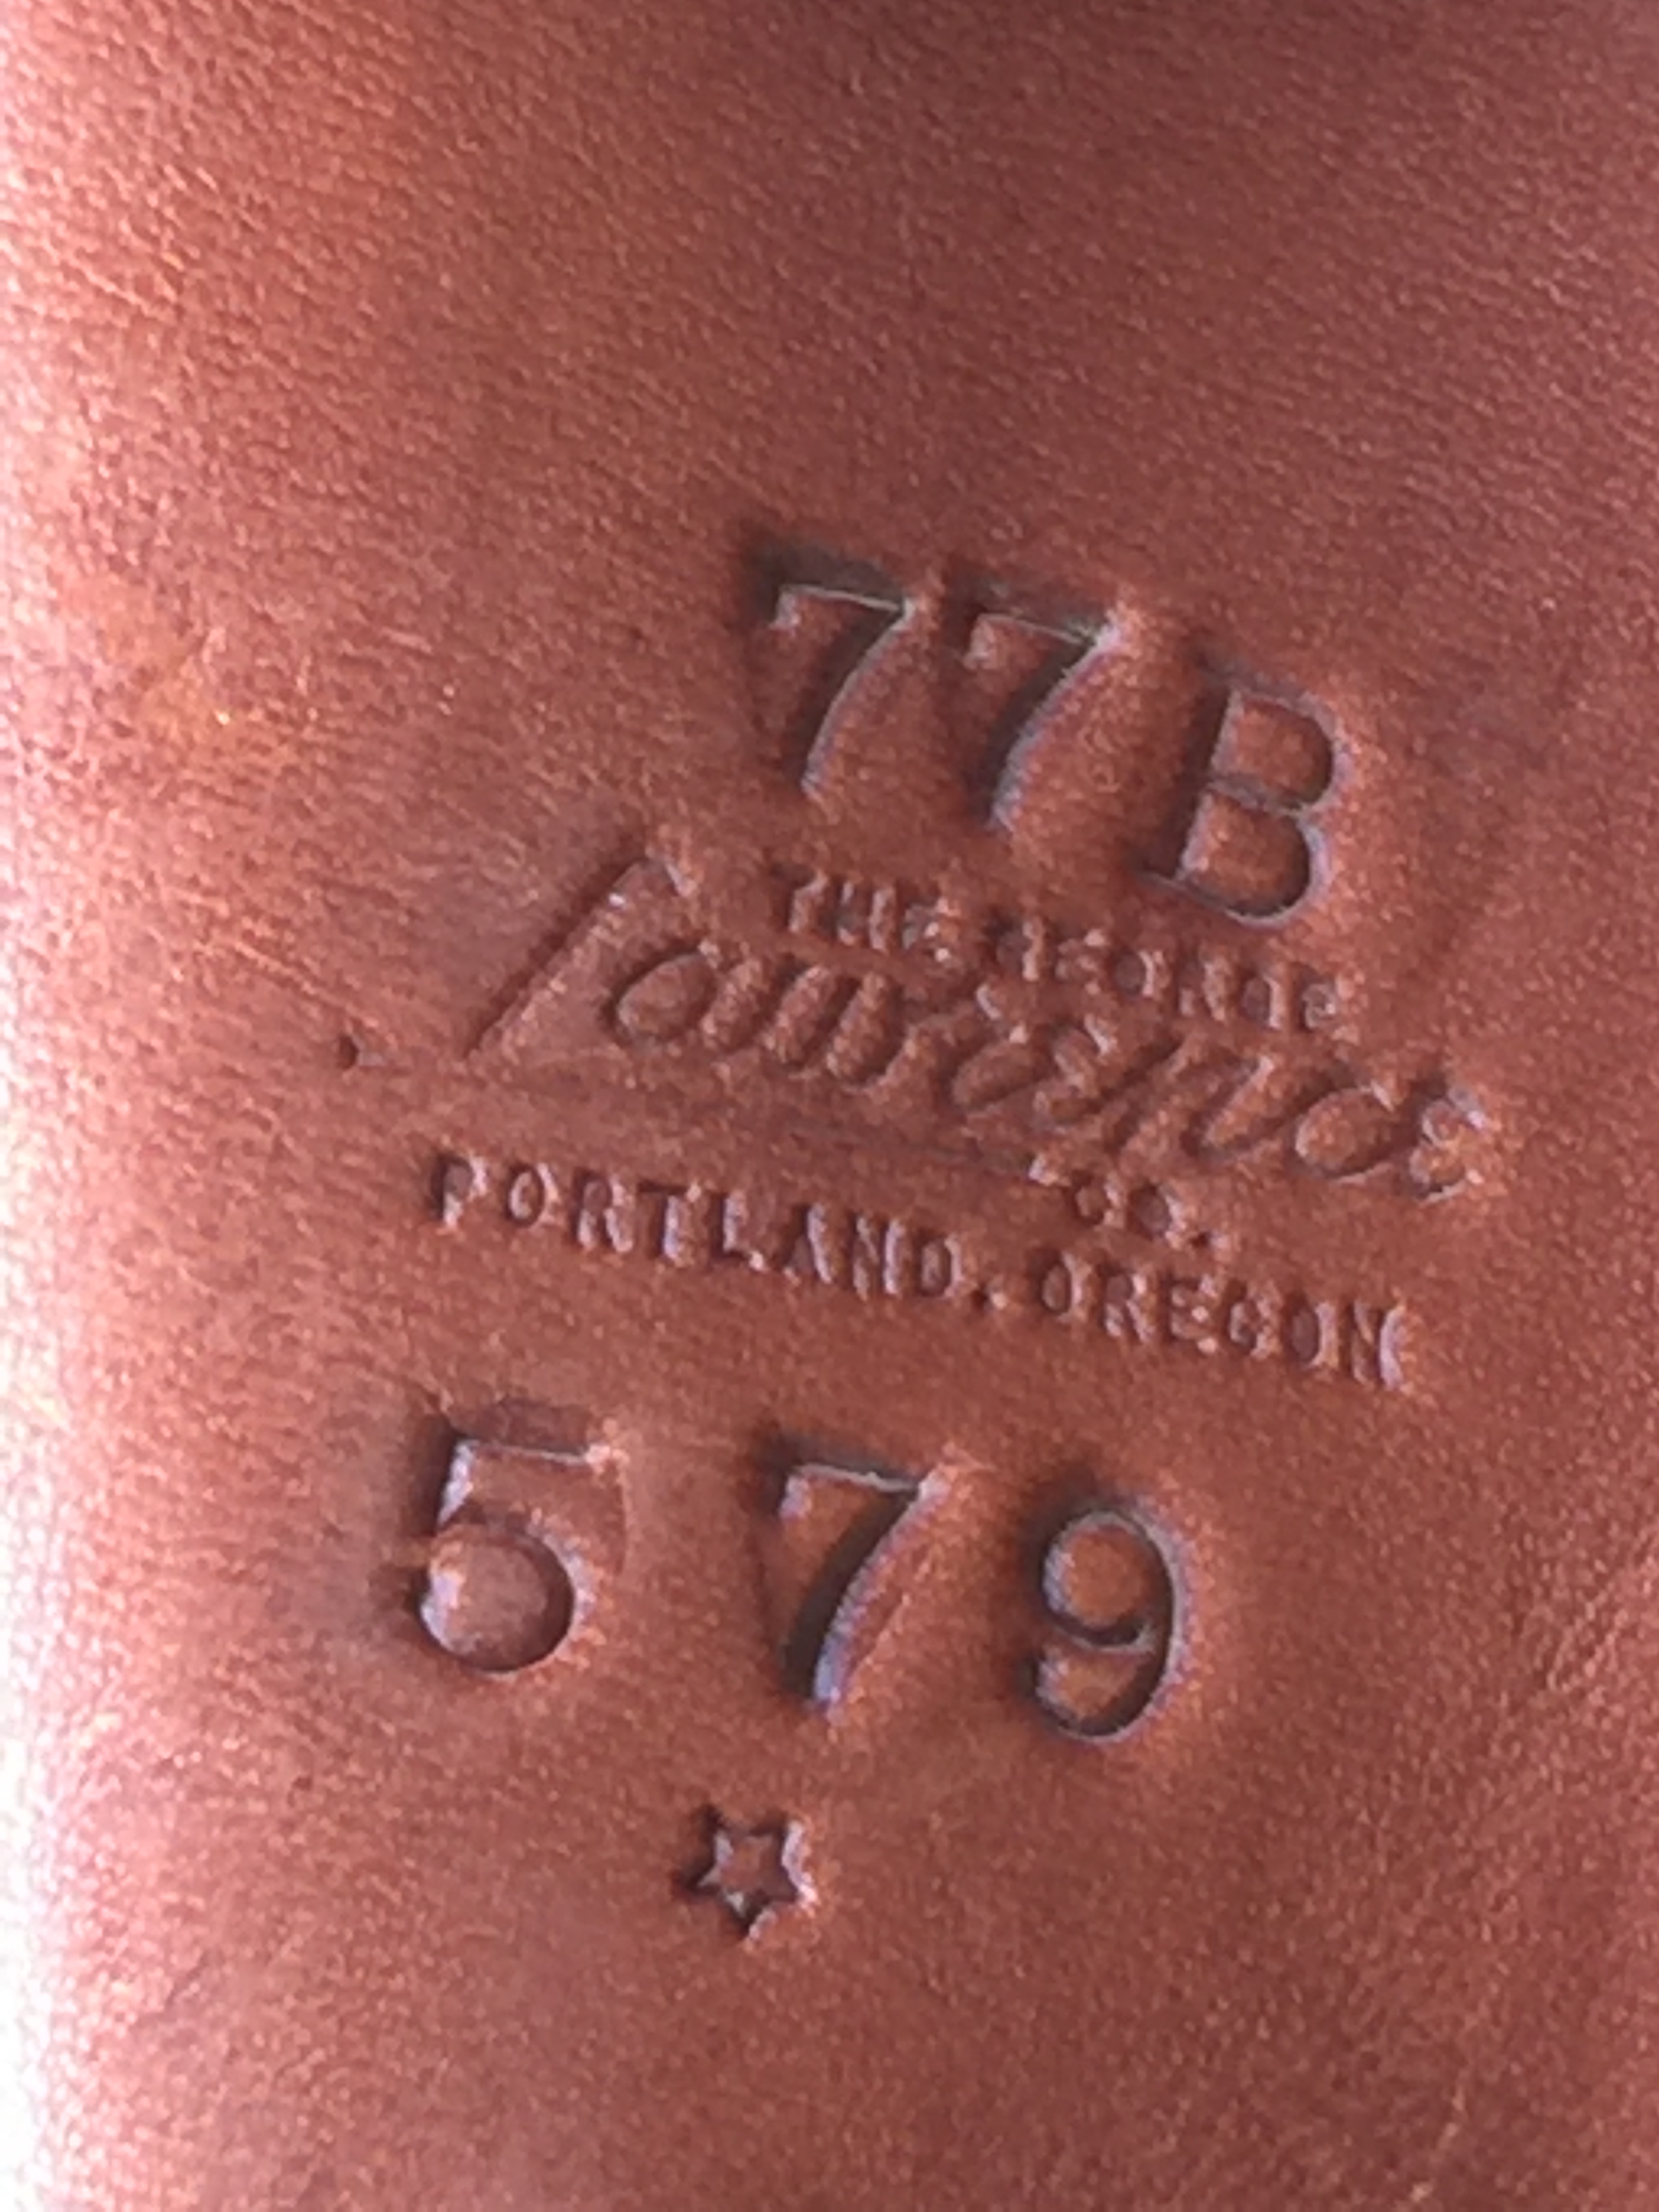 77B
THE GEORGE
Lawrence
CO.
PORTLAND, OREGON
579